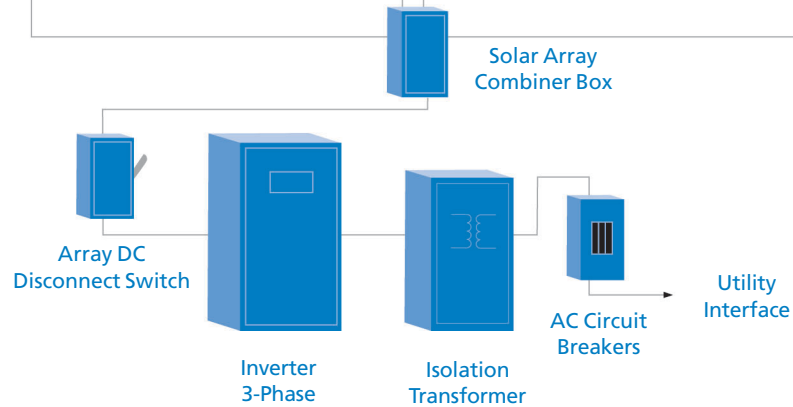 Solar Array
Combiner Box
Array DC
Disconnect Switch
Inverter
3-Phase
Isolation
Transformer
AC Circuit
Breakers
Utility
Interface